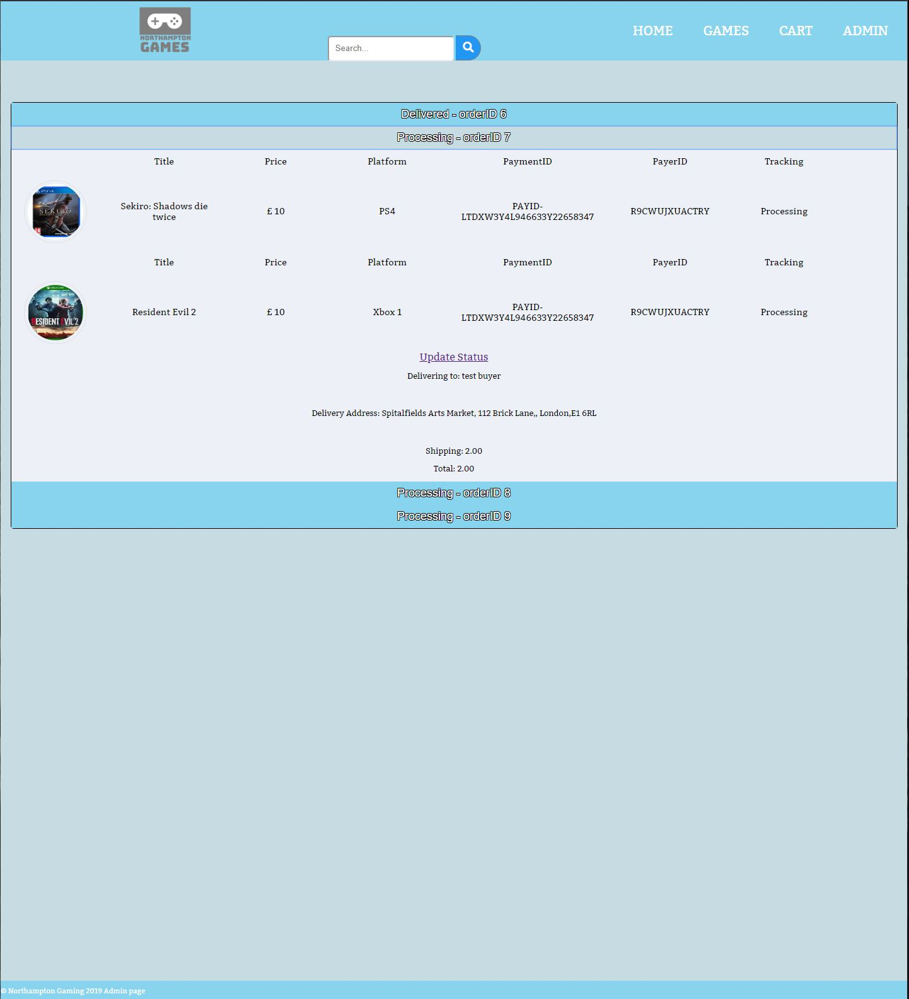 NORTHAMPTON
GAMES
Search...
HOME GAMES CART ADMIN
Delivered - orderID 6
Processing - orderID 7
Title Price Platform PaymentID PayerID Tracking
PS4
SEKIRO
18
Sekiro: Shadows die
twice
£ 10
PS4
PAYID-
LTDXW3Y4L946633Y22658347
R9CWUJXUACTRY
Processing
Title Price Platform PaymentID PayerID Tracking
XBOX ONE
RESIDENT EVIL 2
Resident Evil 2
£ 10
Xbox 1
PAYID-
LTDXW3Y4L946633Y22658347
R9CWUJXUACTRY
Processing
Update Status
Delivering to: test buyer
Delivery Address: Spitalfields Arts Market, 112 Brick Lane,, London,E1 6RL
Shipping: 2.00
Total: 2.00
Processing - orderID 8
Processing - orderID 9
© Northampton Gaming 2019 Admin page